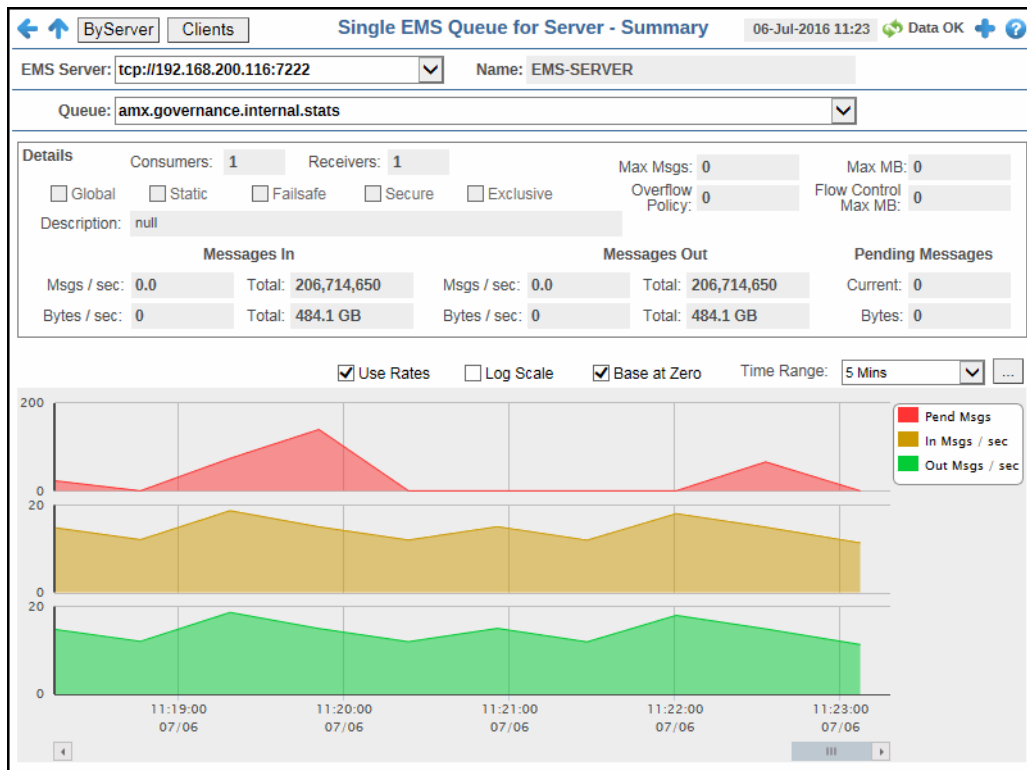 ByServer Clients Single EMS Queue for Server - Summary 06-Jul-2016 11:23 Data OK
EMS Server: tcp://192.168.200.116:7222 Name: EMS-SERVER
Queue: amx.governance.internal.stats
Details Consumers: 1 Receivers: 1 Max Msgs: 0 Max MB: 0
Global Static Failsafe Secure Exclusive Overflow Policy: 0 Flow Control Max MB: 0
Description: null
Messages In Messages Out Pending Messages
Msgs / sec: 0.0 Total: 206,714,650 Msgs / sec: 0.0 Total: 206,714,650 Current: 0
Bytes / sec: 0 Total: 484.1 GB Bytes / sec: 0 Total: 484.1 GB Bytes: 0
Use Rates Log Scale Base at Zero Time Range: 5 Mins ...
200
0
20
0
20
0
Pend Msgs
In Msgs / sec
Out Msgs / sec
11:19:00 11:20:00 11:21:00 11:22:00 11:23:00
07/06 07/06 07/06 07/06 07/06